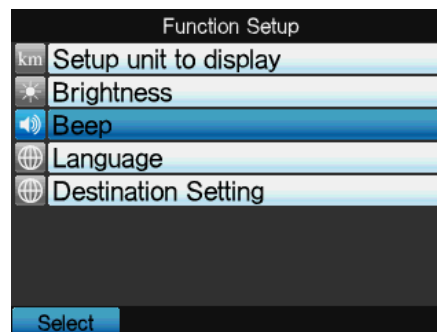 Function Setup
km Setup unit to display
Brightness
Beep
Language
Destination Setting
Select